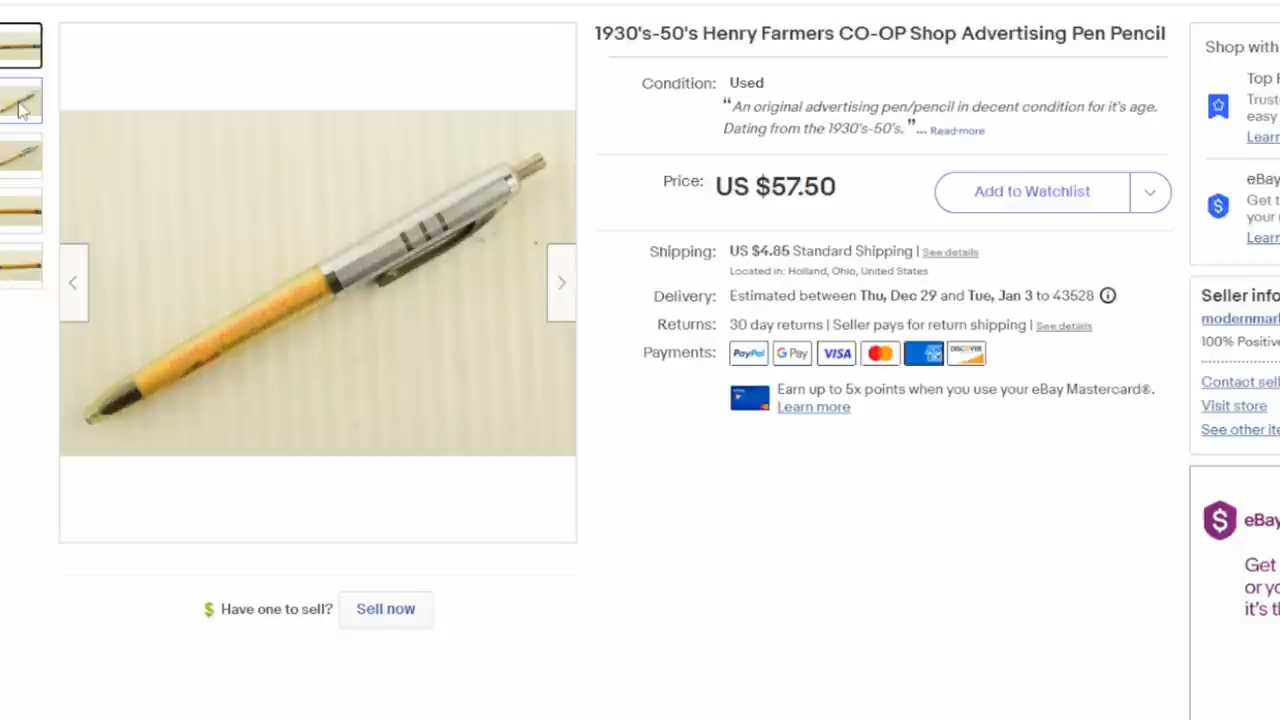 1930's-50's Henry Farmers CO-OP Shop Advertising Pen Pencil
Condition: Used
“An original advertising pen/pencil in decent condition for it's age.
Dating from the 1930's-50's. ”... Read more
Price: US $57.50
Add to Watchlist
Shipping: US $4.85 Standard Shipping | See details
Located in: Holland, Ohio, United States
Delivery: Estimated between Thu, Dec 29 and Tue, Jan 3 to 43528
Returns: 30 day returns | Seller pays for return shipping | See details
Payments: PayPal G Pay VISA DISCOVER
Earn up to 5x points when you use your eBay Mastercard®.
Learn more
$ Have one to sell? Sell now
Shop with
Top R
Trust
easy
Learn
eBay
Get t
your
Learn
Seller info
modernmar
100% Positive
Contact sell
Visit store
See other ite
$ eBay
Get
or yo
it's th